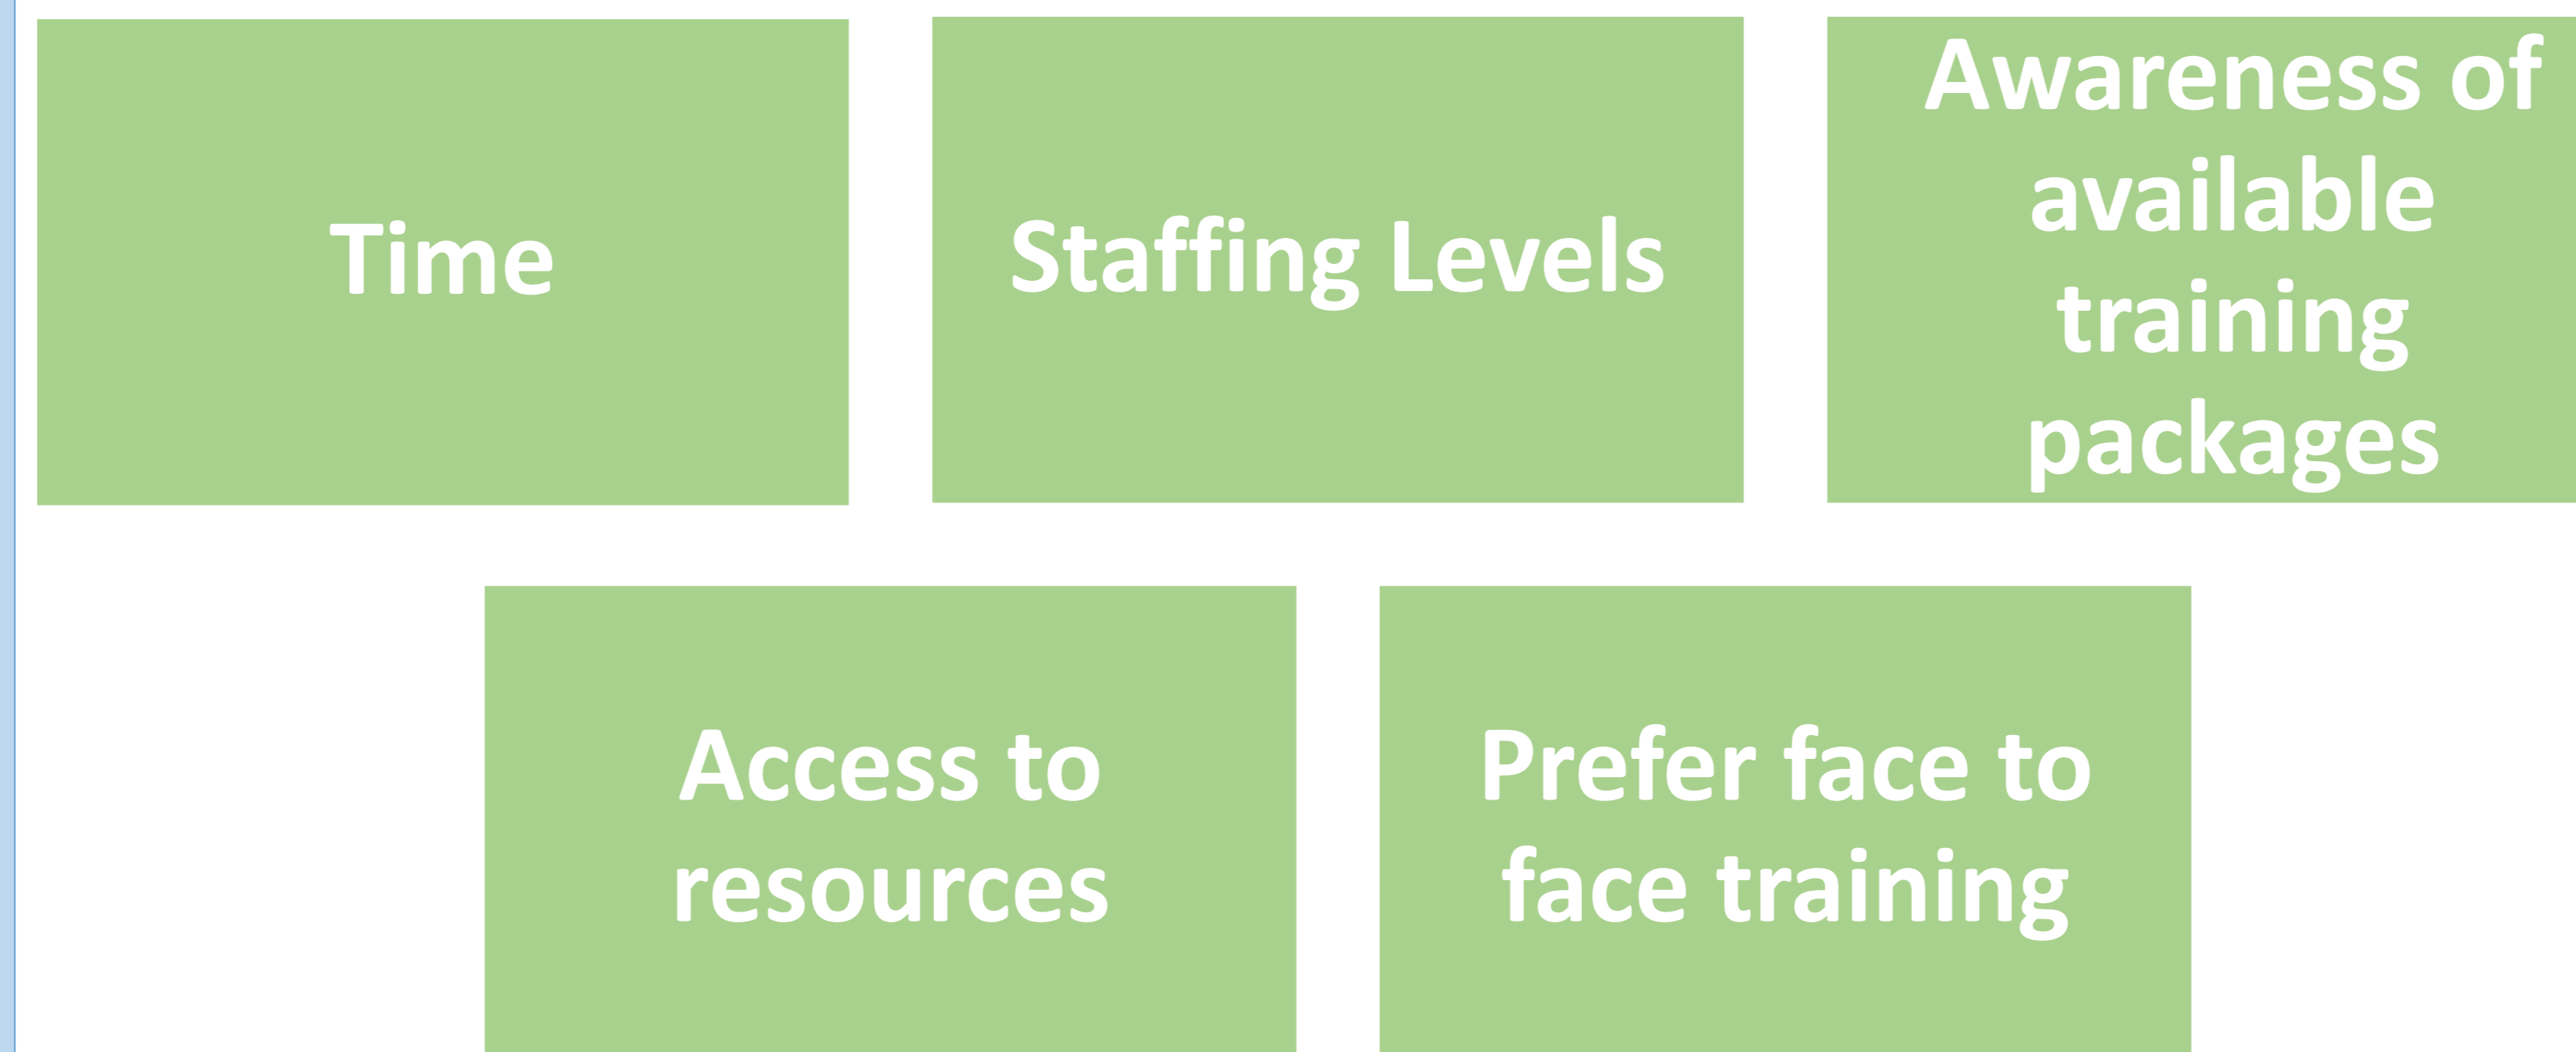 Time
Staffing Levels
Awareness of
available
training
packages
Access to
resources
Prefer face to
face training